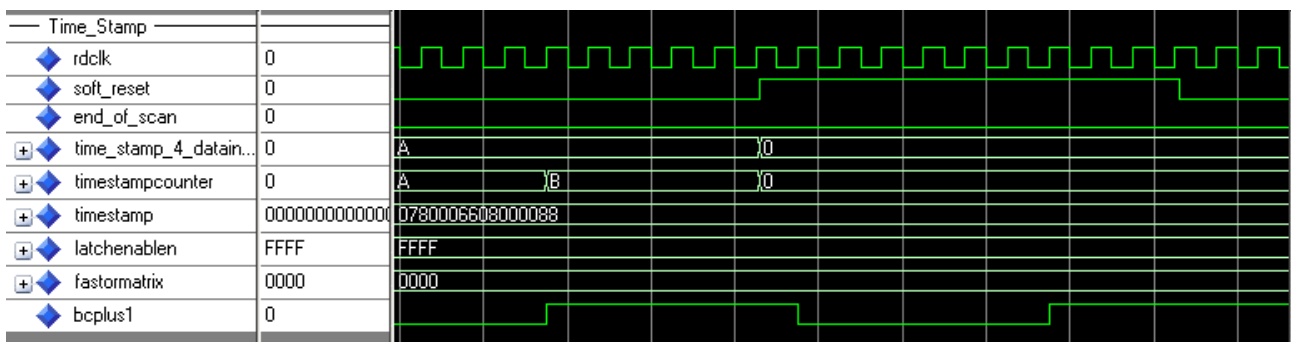 Time_Stamp
rdclk 0
soft_reset 0
end_of_scan 0
time_stamp_4_datain... 0 A 0
timestampcounter 0 A B 0
timestamp 0000000000000 0780006608000088
latchenablen FFFF FFFF
fastormatrix 0000 0000
bcplus1 0